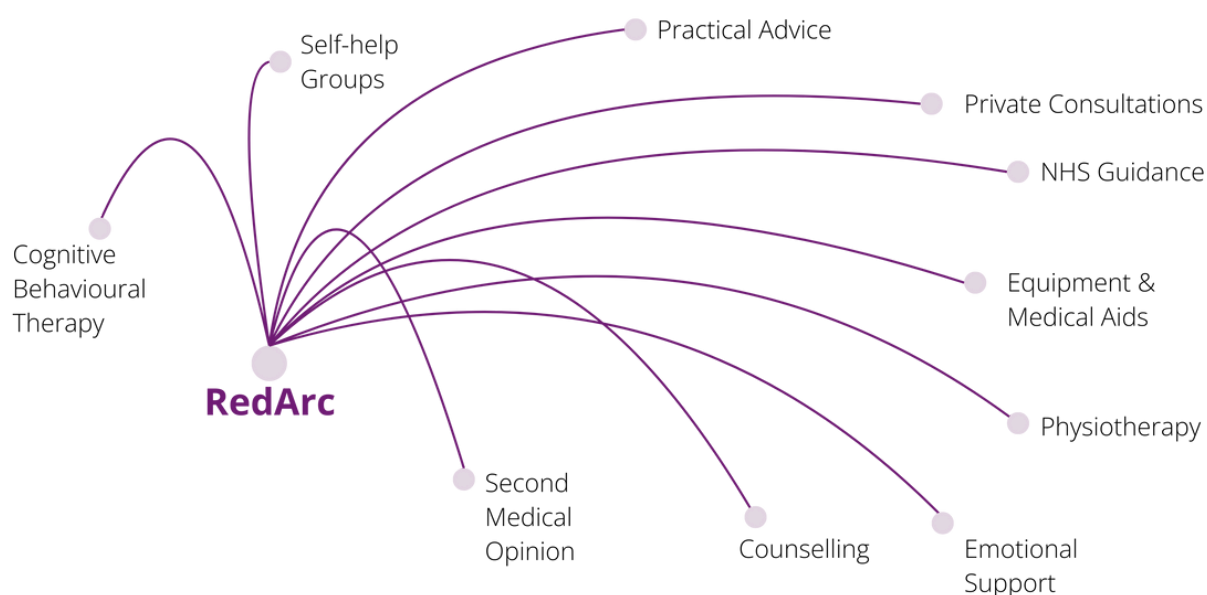 Self-help
Groups
Practical Advice
Private Consultations
NHS Guidance
Cognitive
Behavioural
Therapy
Equipment &
Medical Aids
RedArc
Physiotherapy
Second
Medical
Opinion
Counselling
Emotional
Support